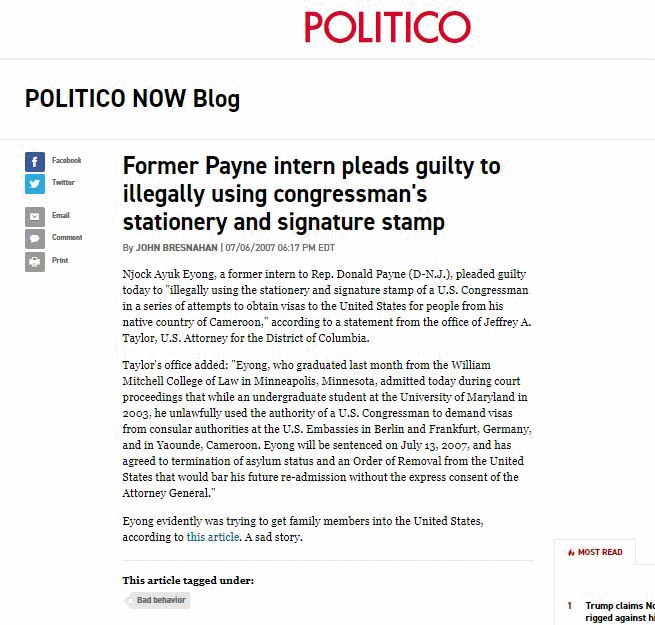 POLITICO
POLITICO NOW Blog
Facebook
Twitter
Email
Comment
Print
Former Payne intern pleads guilty to
illegally using congressman's
stationery and signature stamp
By JOHN BRESNAHAN | 07/06/2007 06:17 PM EDT
Njock Ayuk Eyong, a former intern to Rep. Donald Payne (D-N.J.), pleaded guilty
today to "illegally using the stationery and signature stamp of a U.S. Congressman
in a series of attempts to obtain visas to the United States for people from his
native country of Cameroon," according to a statement from the office of Jeffrey A.
Taylor, U.S. Attorney for the District of Columbia.
Taylor's office added: "Eyong, who graduated last month from the William
Mitchell College of Law in Minneapolis, Minnesota, admitted today during court
proceedings that while an undergraduate student at the University of Maryland in
2003, he unlawfully used the authority of a U.S. Congressman to demand visas
from consular authorities at the U.S. Embassies in Berlin and Frankfurt, Germany,
and in Yaounde, Cameroon. Eyong will be sentenced on July 13, 2007, and has
agreed to termination of asylum status and an Order of Removal from the United
States that would bar his future re-admission without the express consent of the
Attorney General."
Eyong evidently was trying to get family members into the United States,
according to this article. A sad story.
This article tagged under:
Bad behavior
MOST READ
1 Trump claims
rigged against